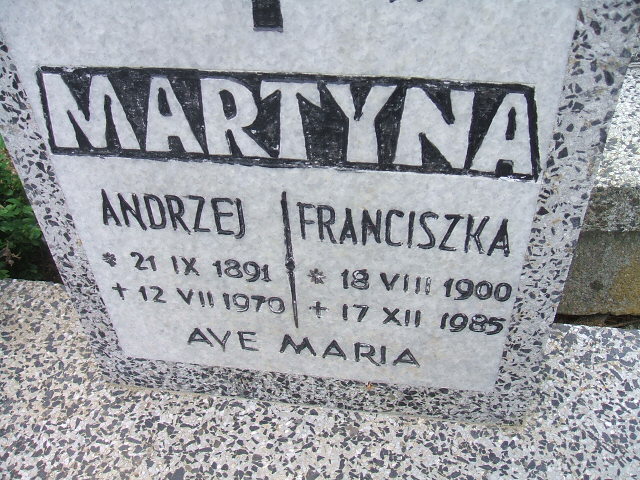 MARTYNA
ANDRZEJ FRANCISZKA
* 21 IX 1891 * 18 VIII 1900
+ 12 VII 1970 + 17 XII 1985
AVE MARIA